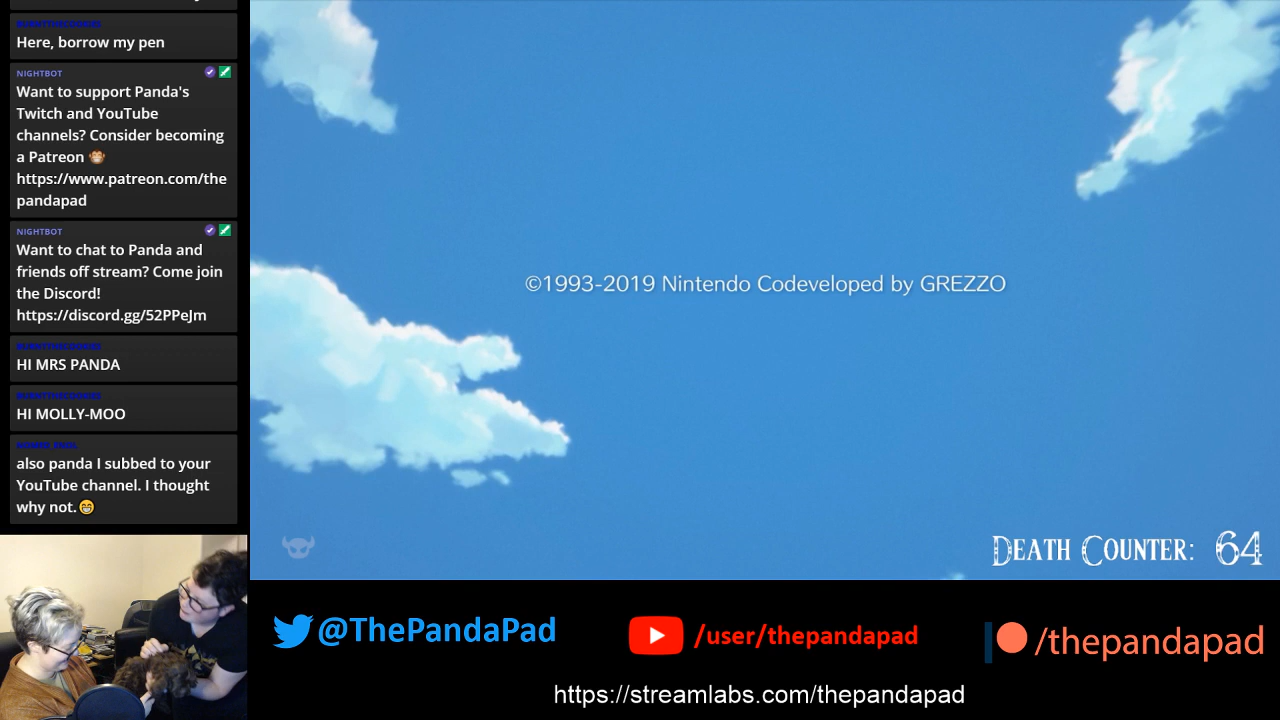 Here, borrow my pen
NIGHTBOT
Want to support Panda's
Twitch and YouTube
channels? Consider becoming
a Patreon 🐵
https://www.patreon.com/the
pandapad
NIGHTBOT
Want to chat to Panda and
friends off stream? Come join
the Discord!
https://discord.gg/52PPeJm
HI MRS PANDA
HI MOLLY-MOO
also panda I subbed to your
YouTube channel. I thought
why not.😁
©1993-2019 Nintendo Codeveloped by GREZZO
DEATH COUNTER: 64
@ThePandaPad
/user/thepandapad
/thepandapad
https://streamlabs.com/thepandapad